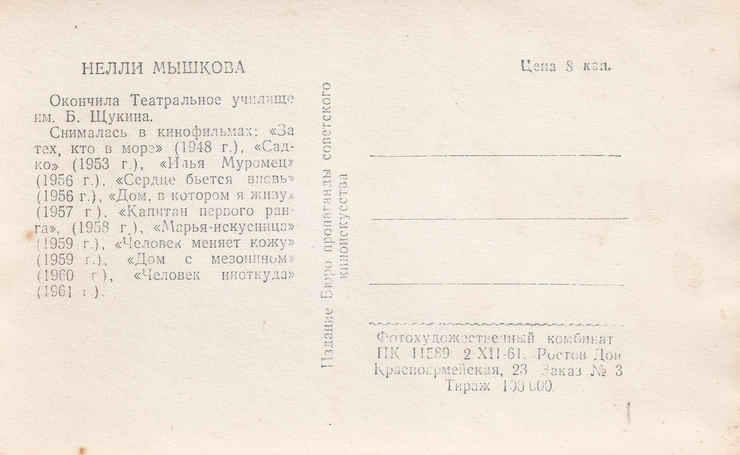 НЕЛЛИ МЫШКОВА
Окончила Театральное училище
им. Б. Щукина.
Снималась в кинофильмах: «За
тех, кто в море» (1948 г.), «Сад-
ко» (1953 г.), «Илья Муромец»
(1956 г.), «Сердце бьется вновь»
(1956 г.), «Дом, в котором я живу»
(1957 г). «Капитан первого ран-
га», (1958 г.), «Марья-искусница»
(1959 г.), «Человек меняет кожу»
(1959 г.), «Дом с мезонином»
(1960 г), «Человек ниоткуда»
(1961 г).
Издание Бюро пропаганды советского
киноискусства
Цена 8 коп.
Фотохудожественный комбинат
ПК 11589 2-XII-61. Ростов Дон
Красноармейская, 23 Заказ № 3
Тираж 100 000.